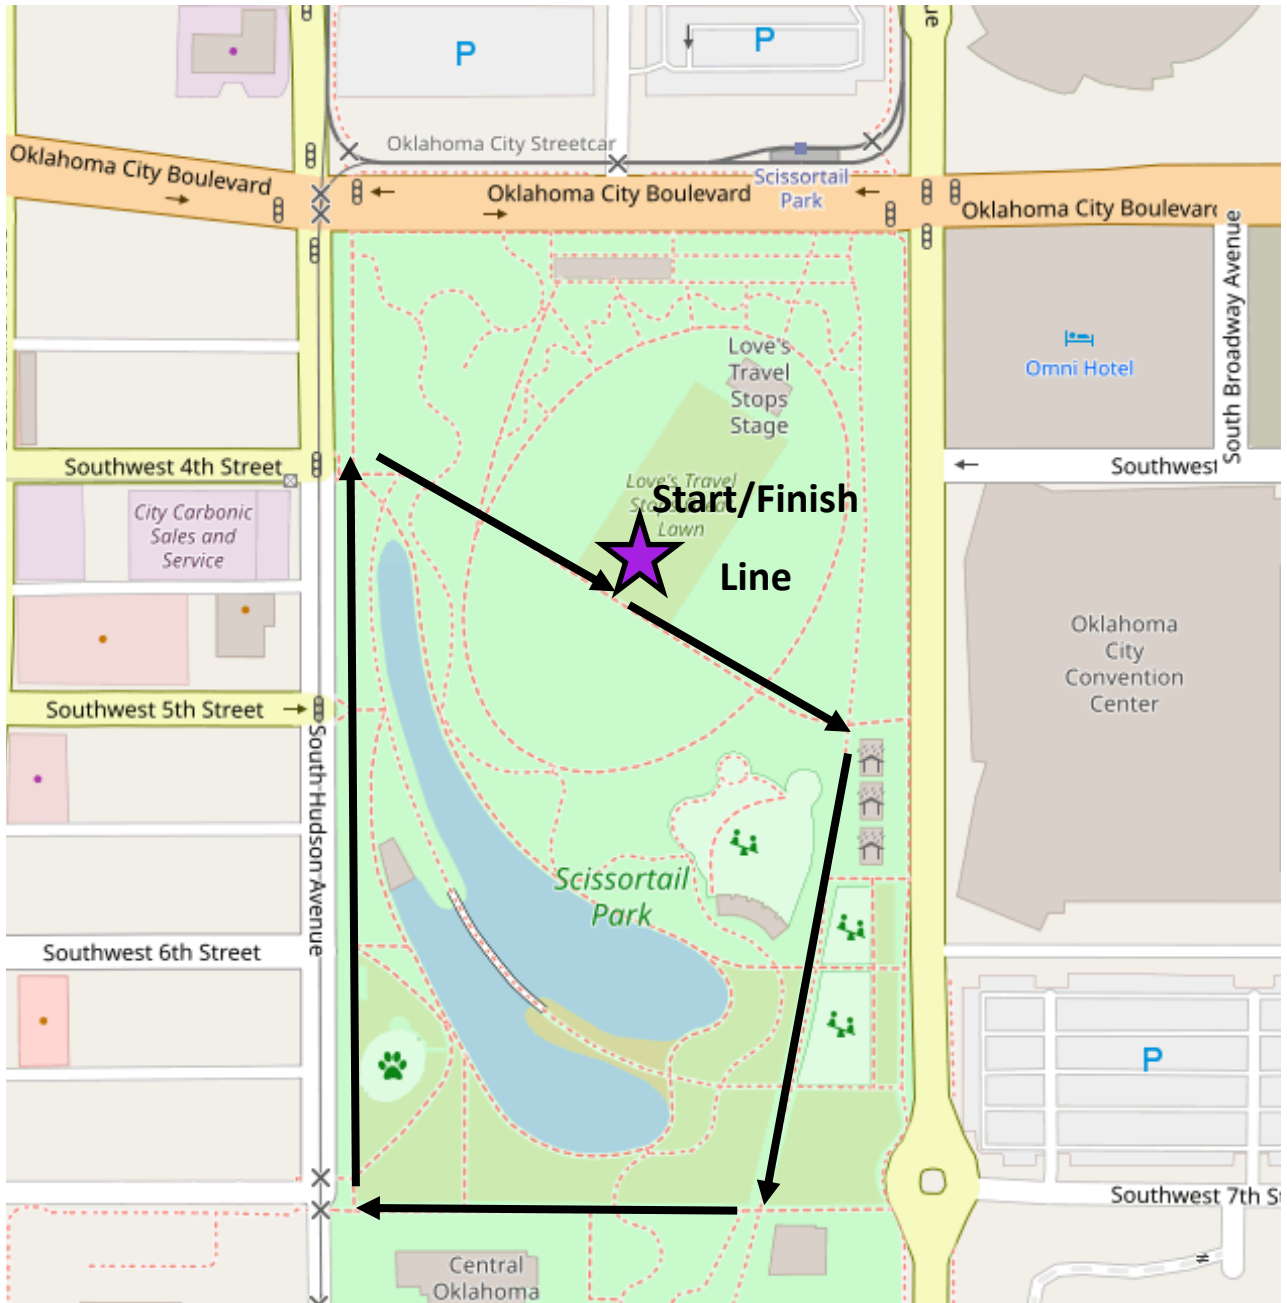 re
P
P
Oklahoma City Streetcar
Oklahoma City Boulevard
Scissortail
Park
Oklahoma City Boulevard
Oklahoma City Boulevard
South Broadway Avenue
Love's
Travel
Stops
Stage
Omni Hotel
Southwest 4th Street
Southwest
Love's Travel
Lawn
Start/Finish
Line
City Carbonic
Sales and
Service
Oklahoma
City
Convention
Center
Southwest 5th Street
South Hudson Avenue
Scissortail
Park
Southwest 6th Street
P
Southwest 7th St
Central
Oklahoma